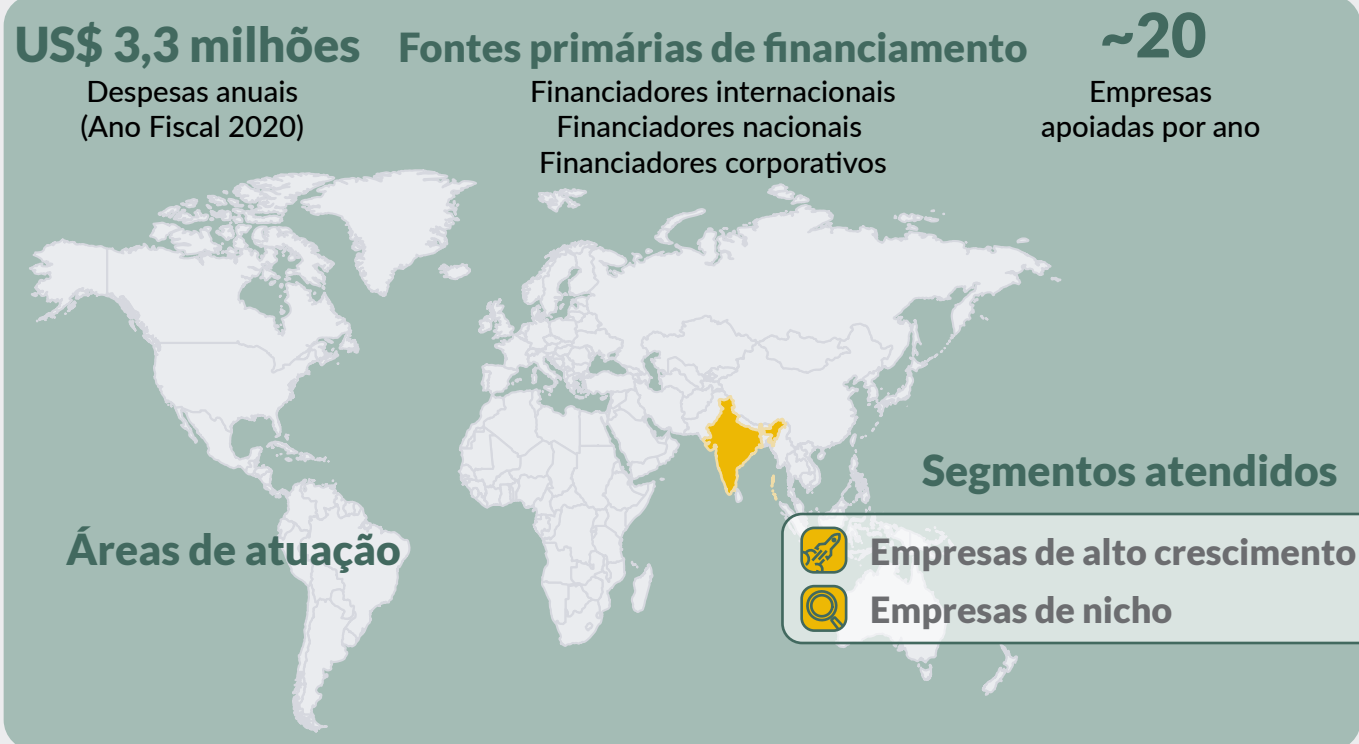 US$ 3,3 milhões
Despesas anuais
(Ano Fiscal 2020)
Fontes primárias de financiamento
Financiadores internacionais
Financiadores nacionais
Financiadores corporativos
~20
Empresas
apoiadas por ano
Segmentos atendidos
Áreas de atuação
Empresas de alto crescimento
Empresas de nicho